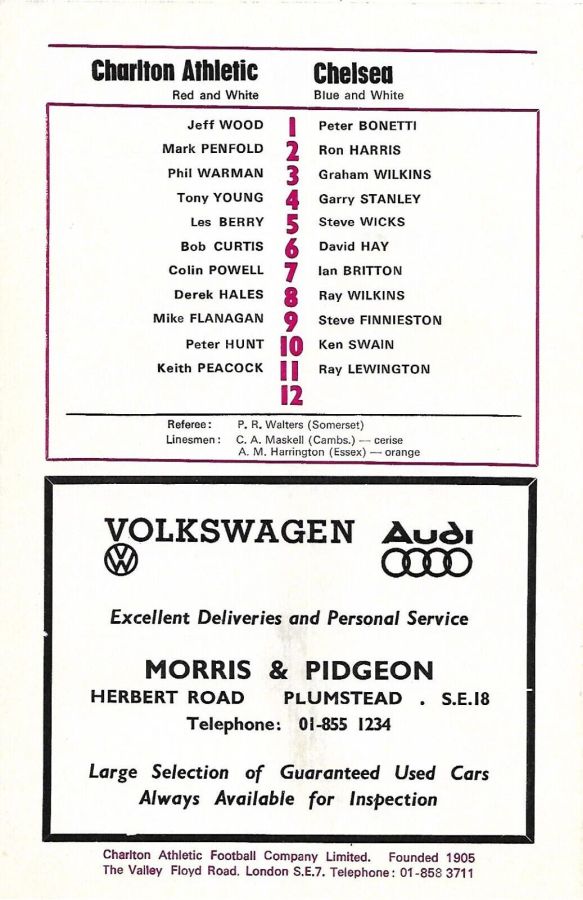 Charlton Athletic Chelsea
Red and White Blue and White
Jeff WOOD 1 Peter BONETTI
Mark PENFOLD 2 Ron HARRIS
Phil WARMAN 3 Graham WILKINS
Tony YOUNG 4 Garry STANLEY
Les BERRY 5 Steve WICKS
Bob CURTIS 6 David HAY
Colin POWELL 7 Ian BRITTON
Derek HALES 8 Ray WILKINS
Mike FLANAGAN 9 Steve FINNIESTON
Peter HUNT 10 Ken SWAIN
Keith PEACOCK 11 Ray LEWINGTON
12
Referee: P. R. Walters (Somerset)
Linesmen: C. A. Maskell (Cambs.) — cerise
A. M. Harrington (Essex) — orange
VOLKSWAGEN Audi
Excellent Deliveries and Personal Service
MORRIS & PIDGEON
HERBERT ROAD PLUMSTEAD . S.E.18
Telephone: 01-855 1234
Large Selection of Guaranteed Used Cars
Always Available for Inspection
Charlton Athletic Football Company Limited. Founded 1905
The Valley Floyd Road. London S.E.7. Telephone: 01-858 3711